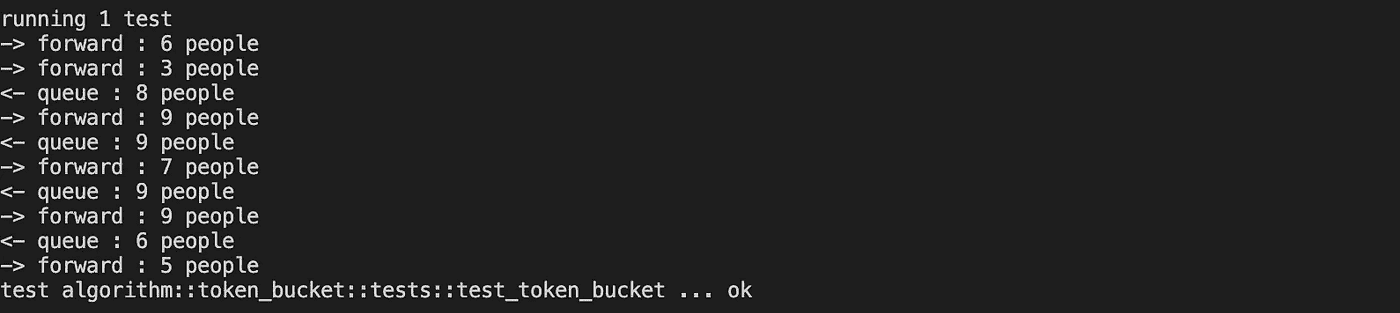 running 1 test
-> forward : 6 people
-> forward : 3 people
<- queue : 8 people
-> forward : 9 people
<- queue : 9 people
-> forward : 7 people
<- queue : 9 people
-> forward : 9 people
<- queue : 6 people
-> forward : 5 people
test algorithm::token_bucket::tests::test_token_bucket ... ok